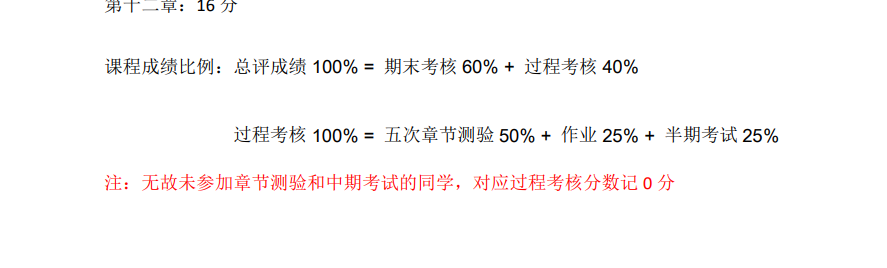 第十二章：16 分
课程成绩比例：总评成绩 100% = 期末考核 60% + 过程考核 40%
过程考核 100% = 五次章节测验 50% + 作业 25% + 半期考试 25%
注：无故未参加章节测验和中期考试的同学，对应过程考核分数记 0 分